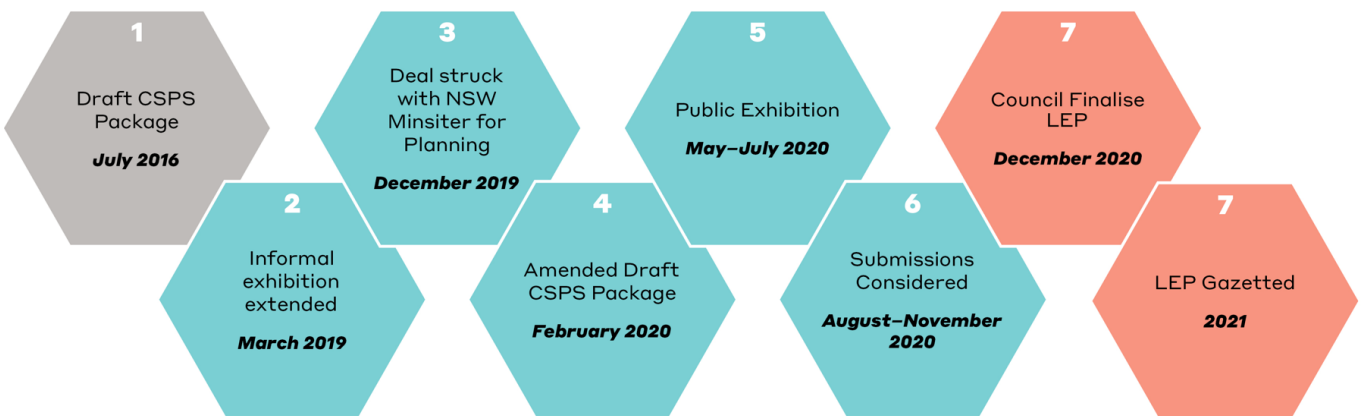 1
Draft CSPS
Package
July 2016
2
Informal
exhibition
extended
March 2019
3
Deal struck
with NSW
Minsiter for
Planning
December 2019
4
Amended Draft
CSPS Package
February 2020
5
Public Exhibition
May–July 2020
6
Submissions
Considered
August–November
2020
7
Council Finalise
LEP
December 2020
7
LEP Gazetted
2021